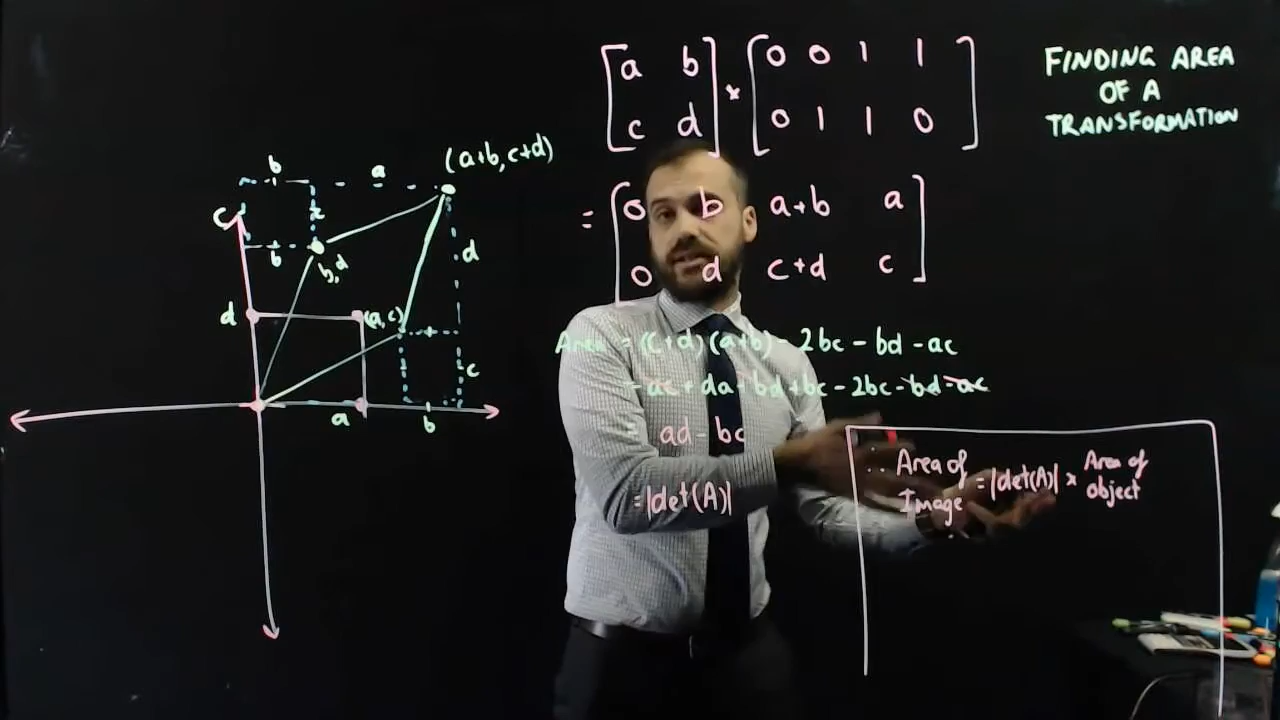 FINDING AREA
OF A
TRANSFORMATION
[a b] × [0 0 1 1]
[c d] [0 1 1 0]
= [0 b a+b a]
[0 d c+d c]
Area = (c+d)(a+b) - 2bc - bd - ac
= ac + da + bd + bc - 2bc - bd - ac
= ad - bc
= |det(A)|
∴ Area of Image = |det(A)| × Area of object
(a+b, c+d)
b
a
c
c
b
b,d
d
d
(a,c)
c
a
b